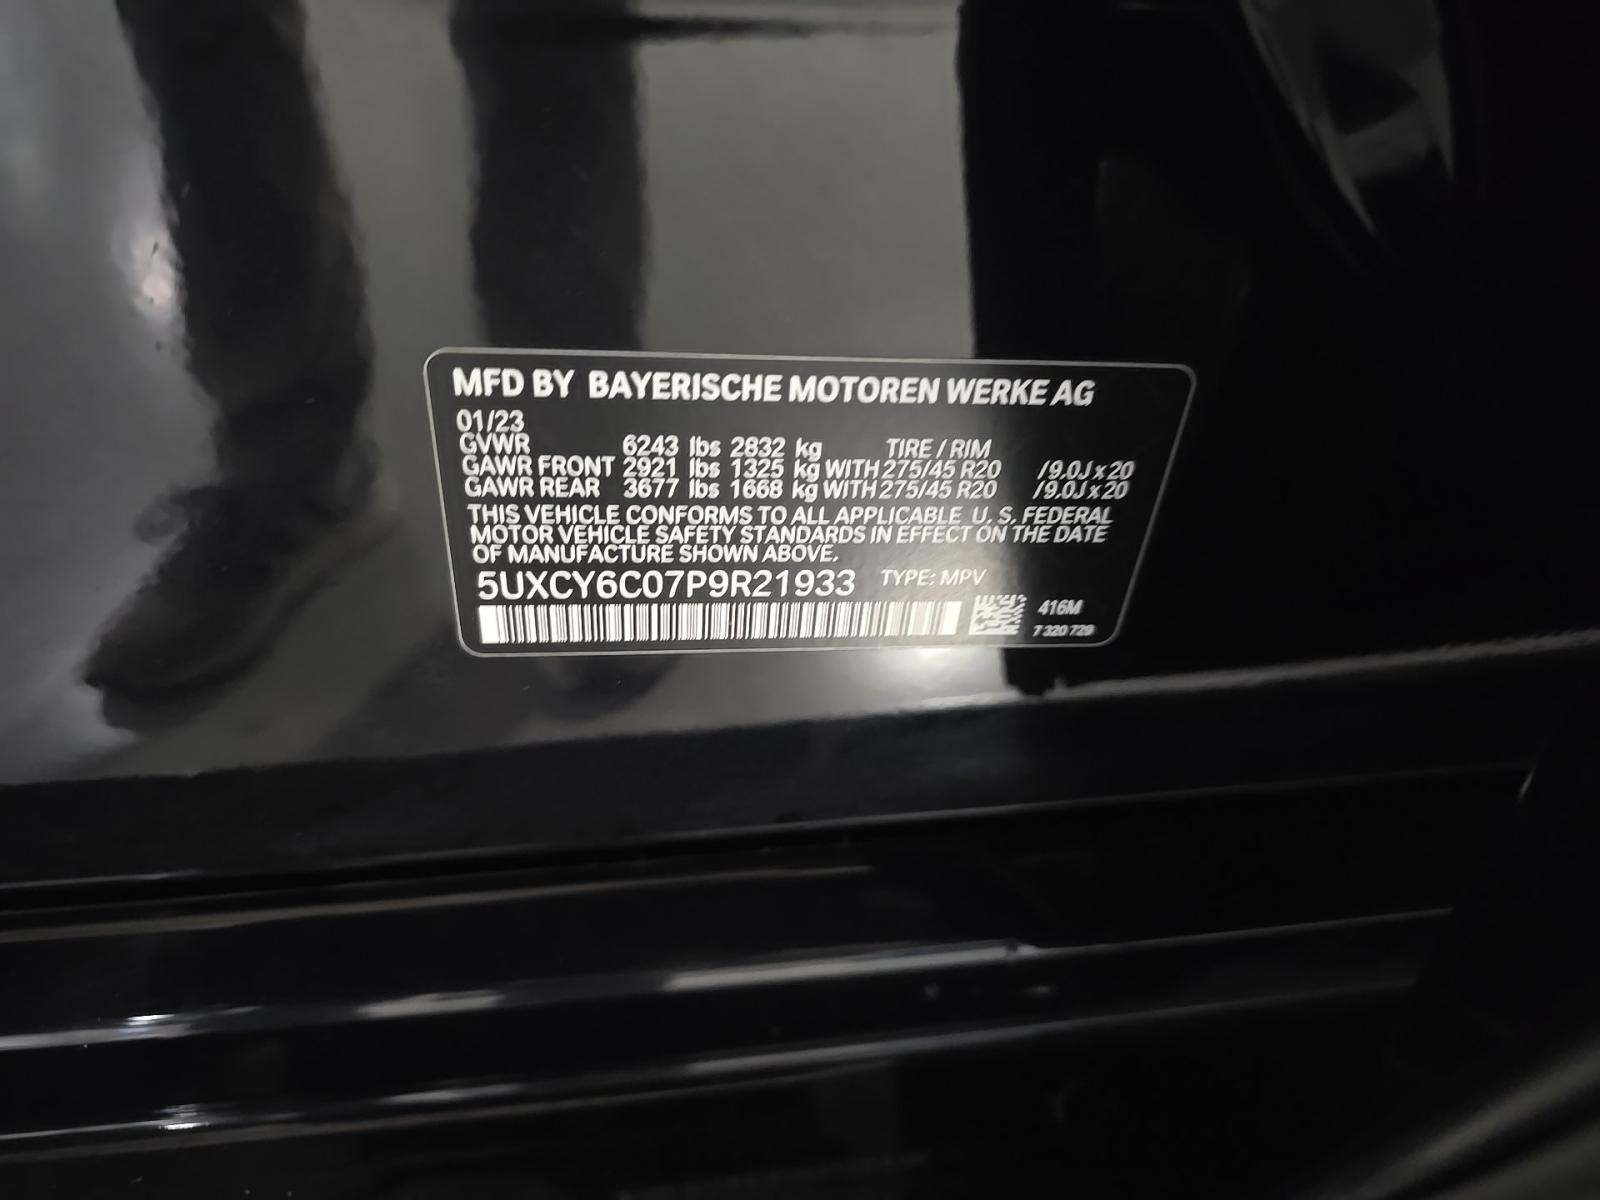 MFD BY BAYERISCHE MOTOREN WERKE AG
01/23
GVWR 6243 lbs 2832 kg TIRE / RIM
GAWR FRONT 2921 lbs 1325 kg WITH 275/45 R20 /9.0J x 20
GAWR REAR 3677 lbs 1668 kg WITH 275/45 R20 /9.0J x 20
THIS VEHICLE CONFORMS TO ALL APPLICABLE U. S. FEDERAL
MOTOR VEHICLE SAFETY STANDARDS IN EFFECT ON THE DATE
OF MANUFACTURE SHOWN ABOVE.
5UXCY6C07P9R21933 TYPE: MPV
416M
7 320 729